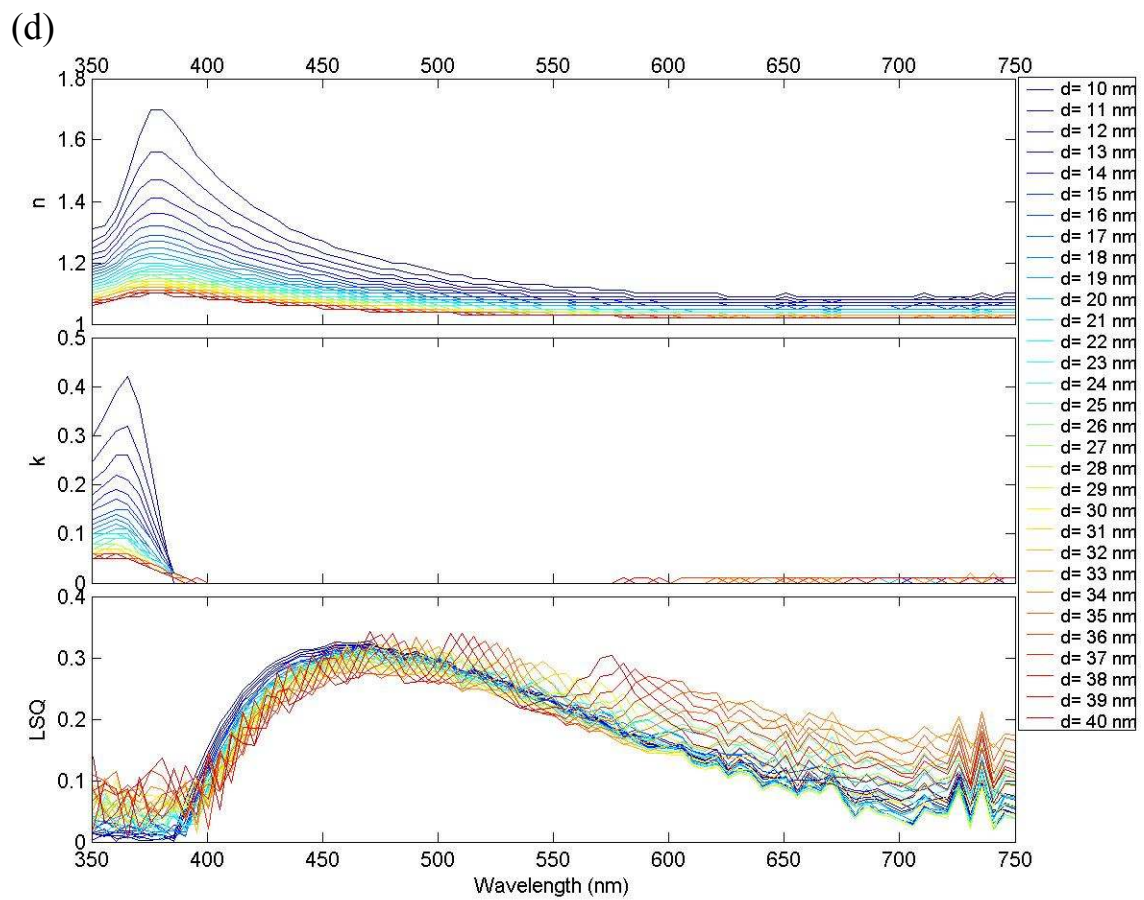 (d)
350 400 450 500 550 600 650 700 750
1.8
1.6
1.4
1.2
1
n
0.5
0.4
0.3
0.2
0.1
0
k
0.4
0.3
0.2
0.1
0
LSQ
350 400 450 500 550 600 650 700 750
Wavelength (nm)
d= 10 nm
d= 11 nm
d= 12 nm
d= 13 nm
d= 14 nm
d= 15 nm
d= 16 nm
d= 17 nm
d= 18 nm
d= 19 nm
d= 20 nm
d= 21 nm
d= 22 nm
d= 23 nm
d= 24 nm
d= 25 nm
d= 26 nm
d= 27 nm
d= 28 nm
d= 29 nm
d= 30 nm
d= 31 nm
d= 32 nm
d= 33 nm
d= 34 nm
d= 35 nm
d= 36 nm
d= 37 nm
d= 38 nm
d= 39 nm
d= 40 nm